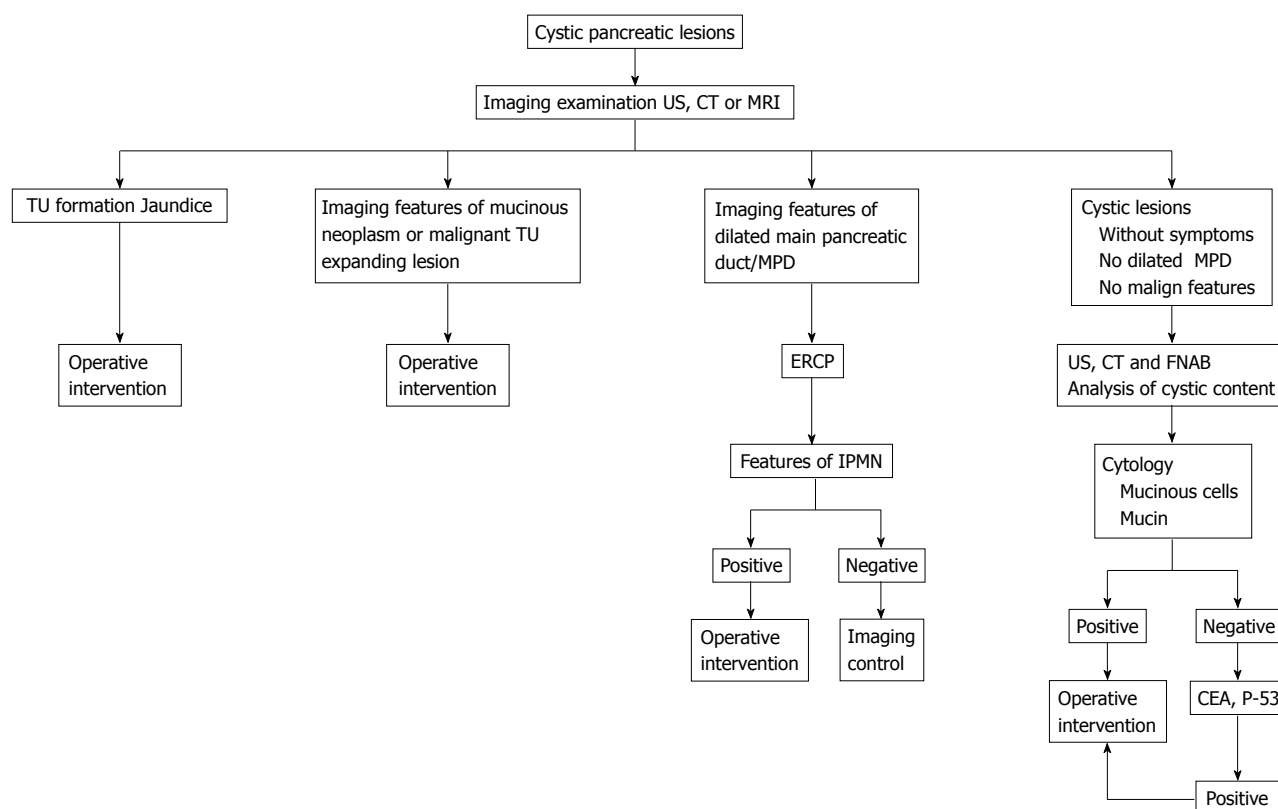 Cystic pancreatic lesions
Imaging examination US, CT or MRI
TU formation Jaundice
Imaging features of mucinous
neoplasm or malignant TU
expanding lesion
Imaging features of
dilated main pancreatic
duct/MPD
Cystic lesions
Without symptoms
No dilated MPD
No malign features
Operative
intervention
Operative
intervention
ERCP
US, CT and FNAB
Analysis of cystic content
Features of IPMN
Cytology
Mucinous cells
Mucin
Positive
Negative
Operative
intervention
Imaging
control
Positive
Negative
Operative
intervention
CEA, P-53
Positive